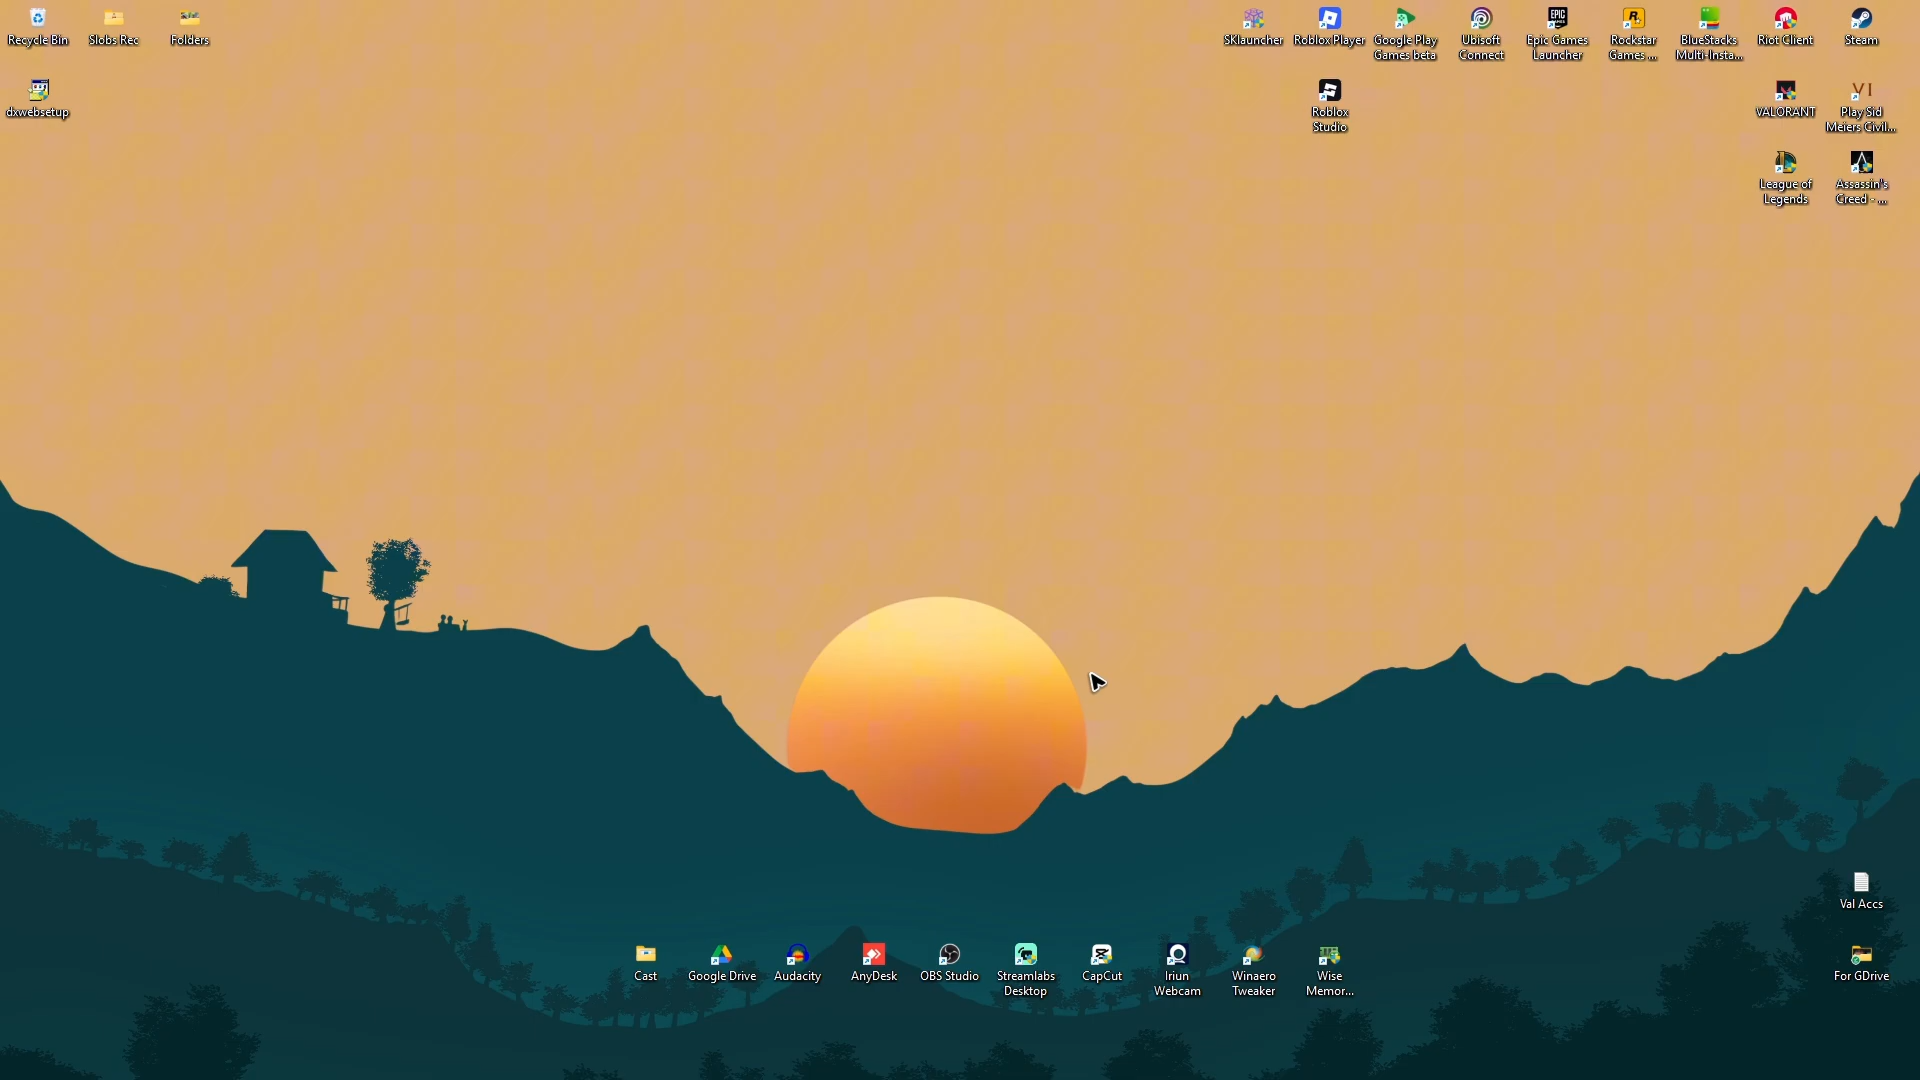 Recycle Bin
Slobs Rec
Folders
SKlauncher
Roblox Player
Google Play
Games beta
Ubisoft
Connect
Epic Games
Launcher
Rockstar
Games ...
BlueStacks
Multi-Insta...
Riot Client
Steam
dxwebsetup
Roblox
Studio
VALORANT
Play Sid
Meiers Civil...
League of
Legends
Assassin's
Creed - ...
Val Accs
Cast
Google Drive
Audacity
AnyDesk
OBS Studio
Streamlabs
Desktop
CapCut
Iriun
Webcam
Winaero
Tweaker
Wise
Memor...
For GDrive